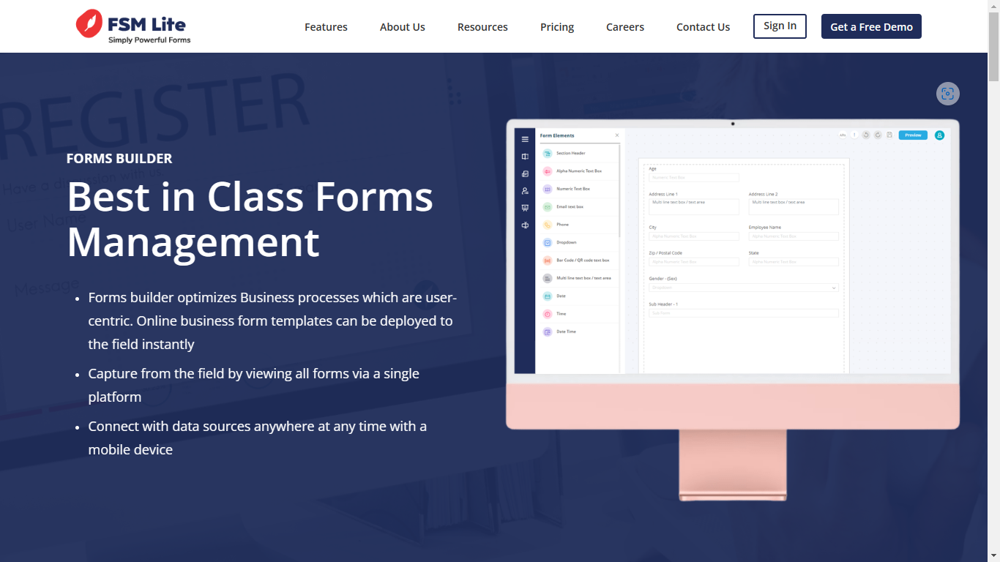 FSM Lite
Simply Powerful Forms
Features
About Us
Resources
Pricing
Careers
Contact Us
Sign In
Get a Free Demo
REGISTER
Have a discussion with us
User Name
Message
FORMS BUILDER
Best in Class Forms
Management
Forms builder optimizes Business processes which are user-
centric. Online business form templates can be deployed to
the field instantly
Capture from the field by viewing all forms via a single
platform
Connect with data sources anywhere at any time with a
mobile device
Form Elements
Section Header
Alpha Numeric Text Box
Numeric Text Box
Email text box
Phone
Dropdown
Bar Code / QR code text box
Multi line text box / text area
Date
Time
Date Time
Preview
Age
Numeric Text Box
Address Line 1
Address Line 2
Multi line text box / text area
Multi line text box / text area
City
Employee Name
Alpha Numeric Text Box
Alpha Numeric Text Box
Zip / Postal Code
State
Alpha Numeric Text Box
Alpha Numeric Text Box
Gender - (Sex)
Dropdown
Sub Header - 1
Sub Form